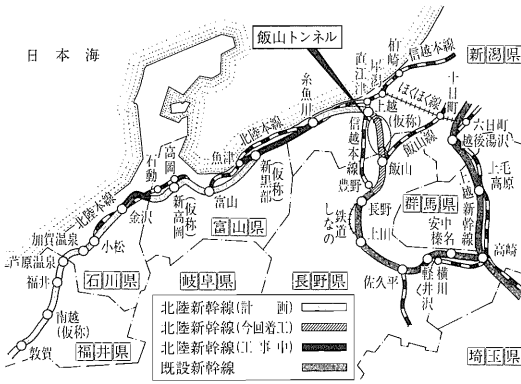 日本海
飯山トンネル
新潟県
柏崎
信越本線
犀潟
直江津
ほくほく線
十日町
六日町
越後湯沢
上越(仮称)
糸魚川
北陸本線
信越本線
飯山線
飯山
豊野
上毛高原
上越新幹線
魚津
新黒部(仮称)
高岡
石動
北陸本線
金沢
新高岡(仮称)
富山
富山県
長野
しなの鉄道
上田
群馬県
安中榛名
高崎
横川
軽井沢
佐久平
加賀温泉
小松
芦原温泉
福井
石川県
岐阜県
長野県
南越(仮称)
敦賀
福井県
埼玉県
北陸新幹線(計 画)
北陸新幹線(今回着工)
北陸新幹線(工事中)
既設新幹線